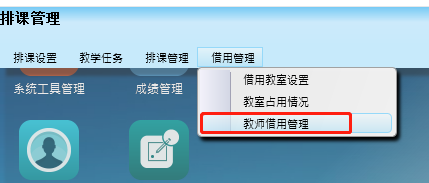 排课管理
排课设置 教学任务 排课管理 借用管理
借用教室设置
系统工具管理 成绩管理
教室占用情况
教师借用管理